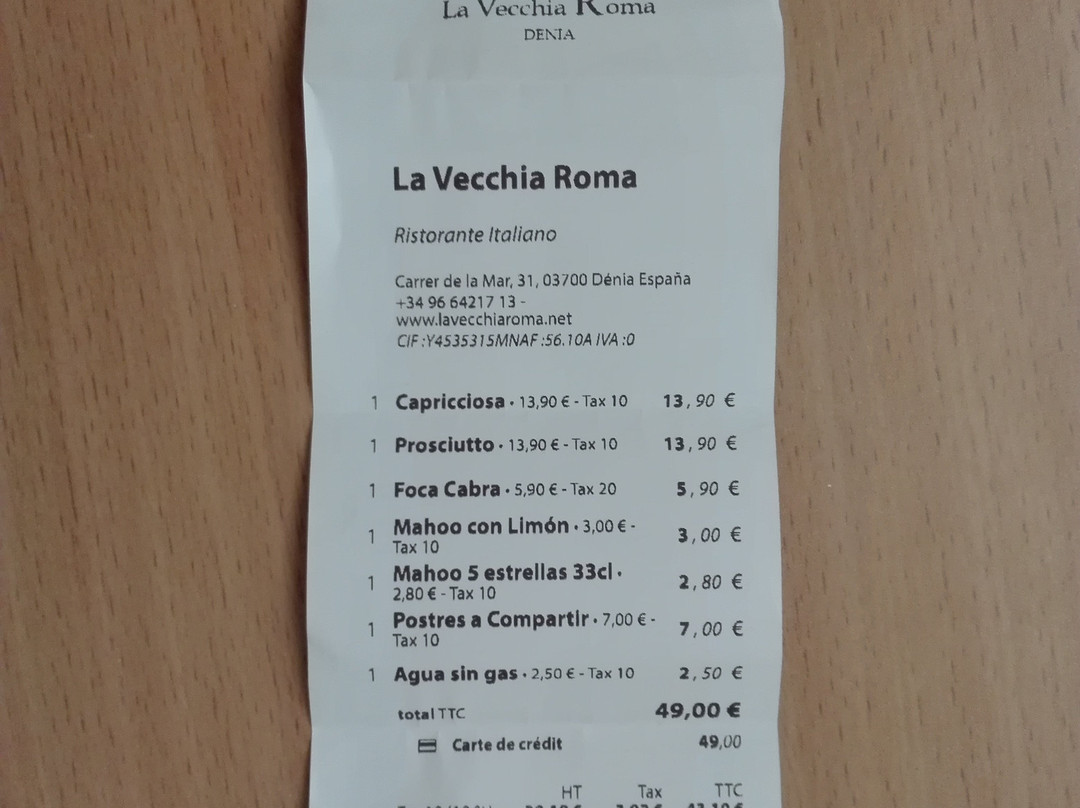 La Vecchia Roma
DENIA
La Vecchia Roma
Ristorante Italiano
Carrer de la Mar, 31, 03700 Dénia España
+34 96 64217 13 -
www.lavecchiaroma.net
CIF :Y4535315MNAF :56.10A IVA :0
1 Capricciosa · 13,90 € - Tax 10 13,90 €
1 Prosciutto · 13,90 € - Tax 10 13,90 €
1 Foca Cabra · 5,90 € - Tax 20 5,90 €
1 Mahoo con Limón · 3,00 € - 3,00 €
Tax 10
1 Mahoo 5 estrellas 33cl · 2,80 €
2,80 € - Tax 10
1 Postres a Compartir · 7,00 € - 7,00 €
Tax 10
1 Agua sin gas · 2,50 € - Tax 10 2,50 €
total TTC 49,00 €
Carte de crédit 49,00
HT Tax TTC